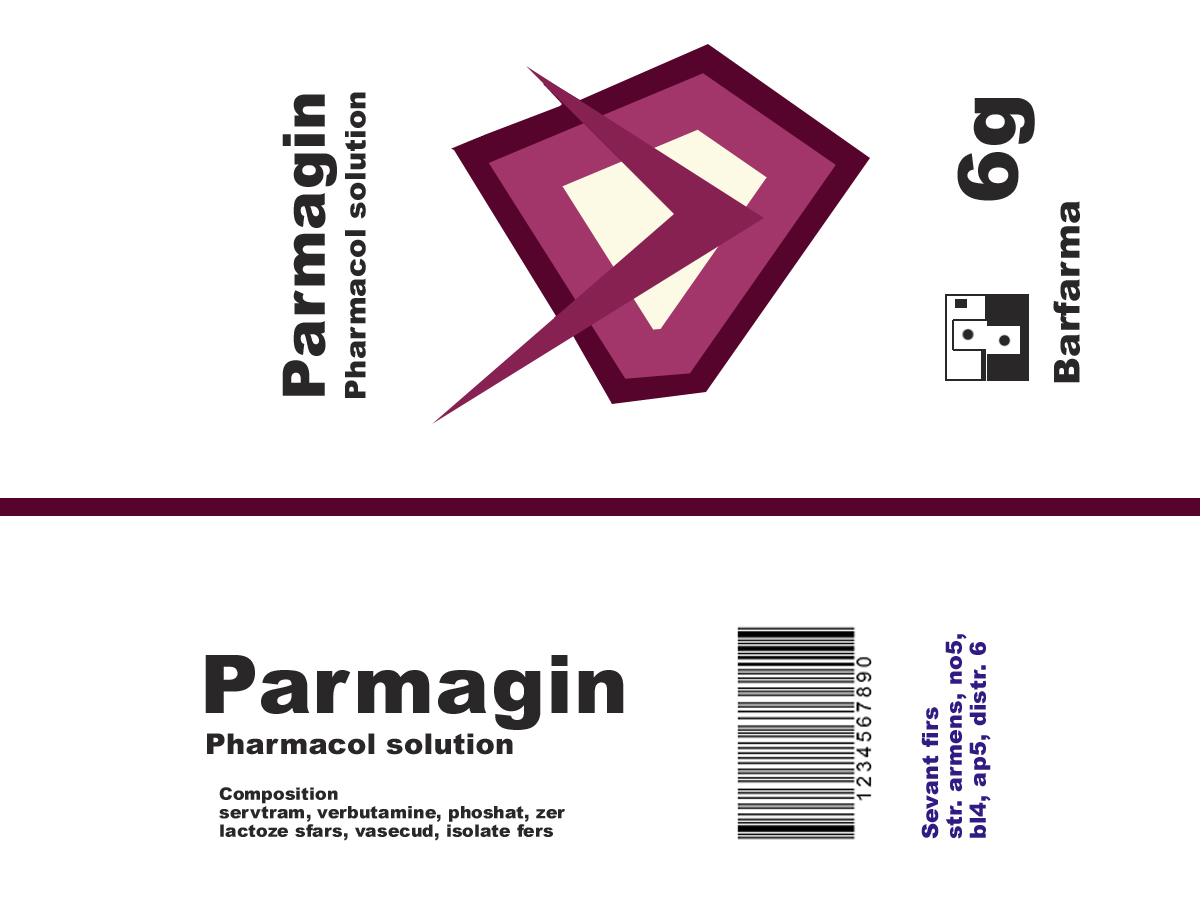 Parmagin
Pharmacol solution
6g
Barfarma
Parmagin
Pharmacol solution
Composition
servtram, verbutamine, phoshat, zer
lactoze sfars, vasecud, isolate fers
1234567890
Sevant firs
str. armens, no5,
bl4, ap5, distr. 6